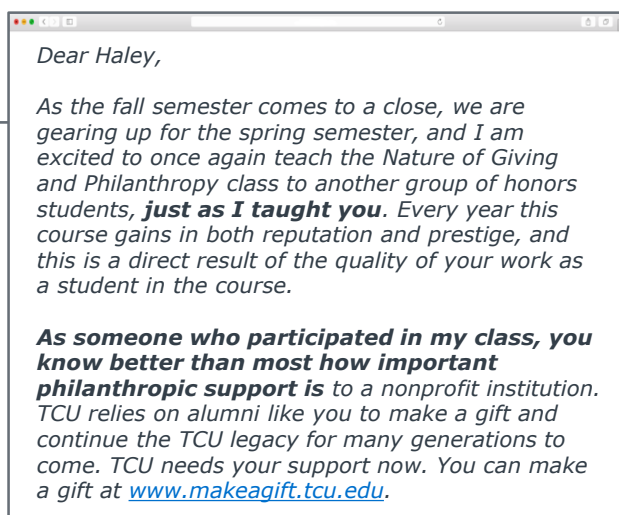 Dear Haley,
As the fall semester comes to a close, we are
gearing up for the spring semester, and I am
excited to once again teach the Nature of Giving
and Philanthropy class to another group of honors
students, just as I taught you. Every year this
course gains in both reputation and prestige, and
this is a direct result of the quality of your work as
a student in the course.
As someone who participated in my class, you
know better than most how important
philanthropic support is to a nonprofit institution.
TCU relies on alumni like you to make a gift and
continue the TCU legacy for many generations to
come. TCU needs your support now. You can make
a gift at www.makeagift.tcu.edu.